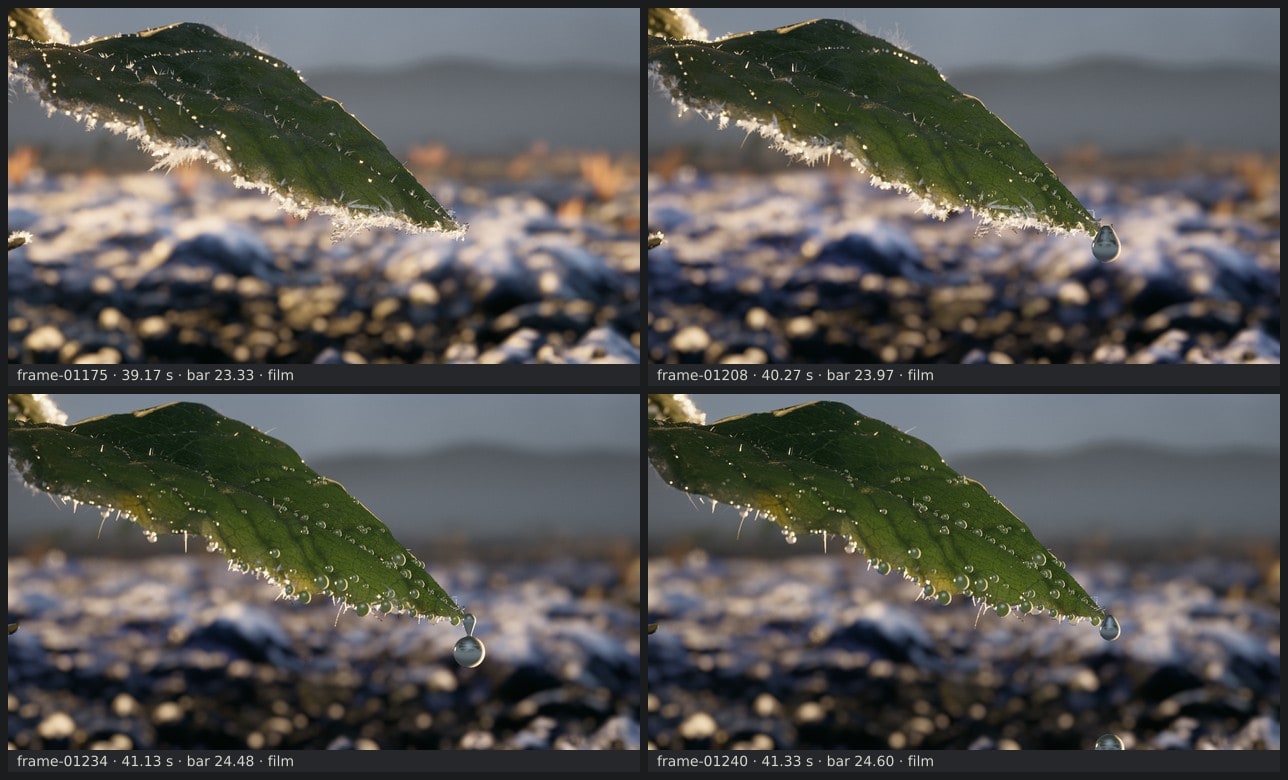 frame-01175 · 39.17 s · bar 23.33 · film
frame-01208 · 40.27 s · bar 23.97 · film
frame-01234 · 41.13 s · bar 24.48 · film
frame-01240 · 41.33 s · bar 24.60 · film